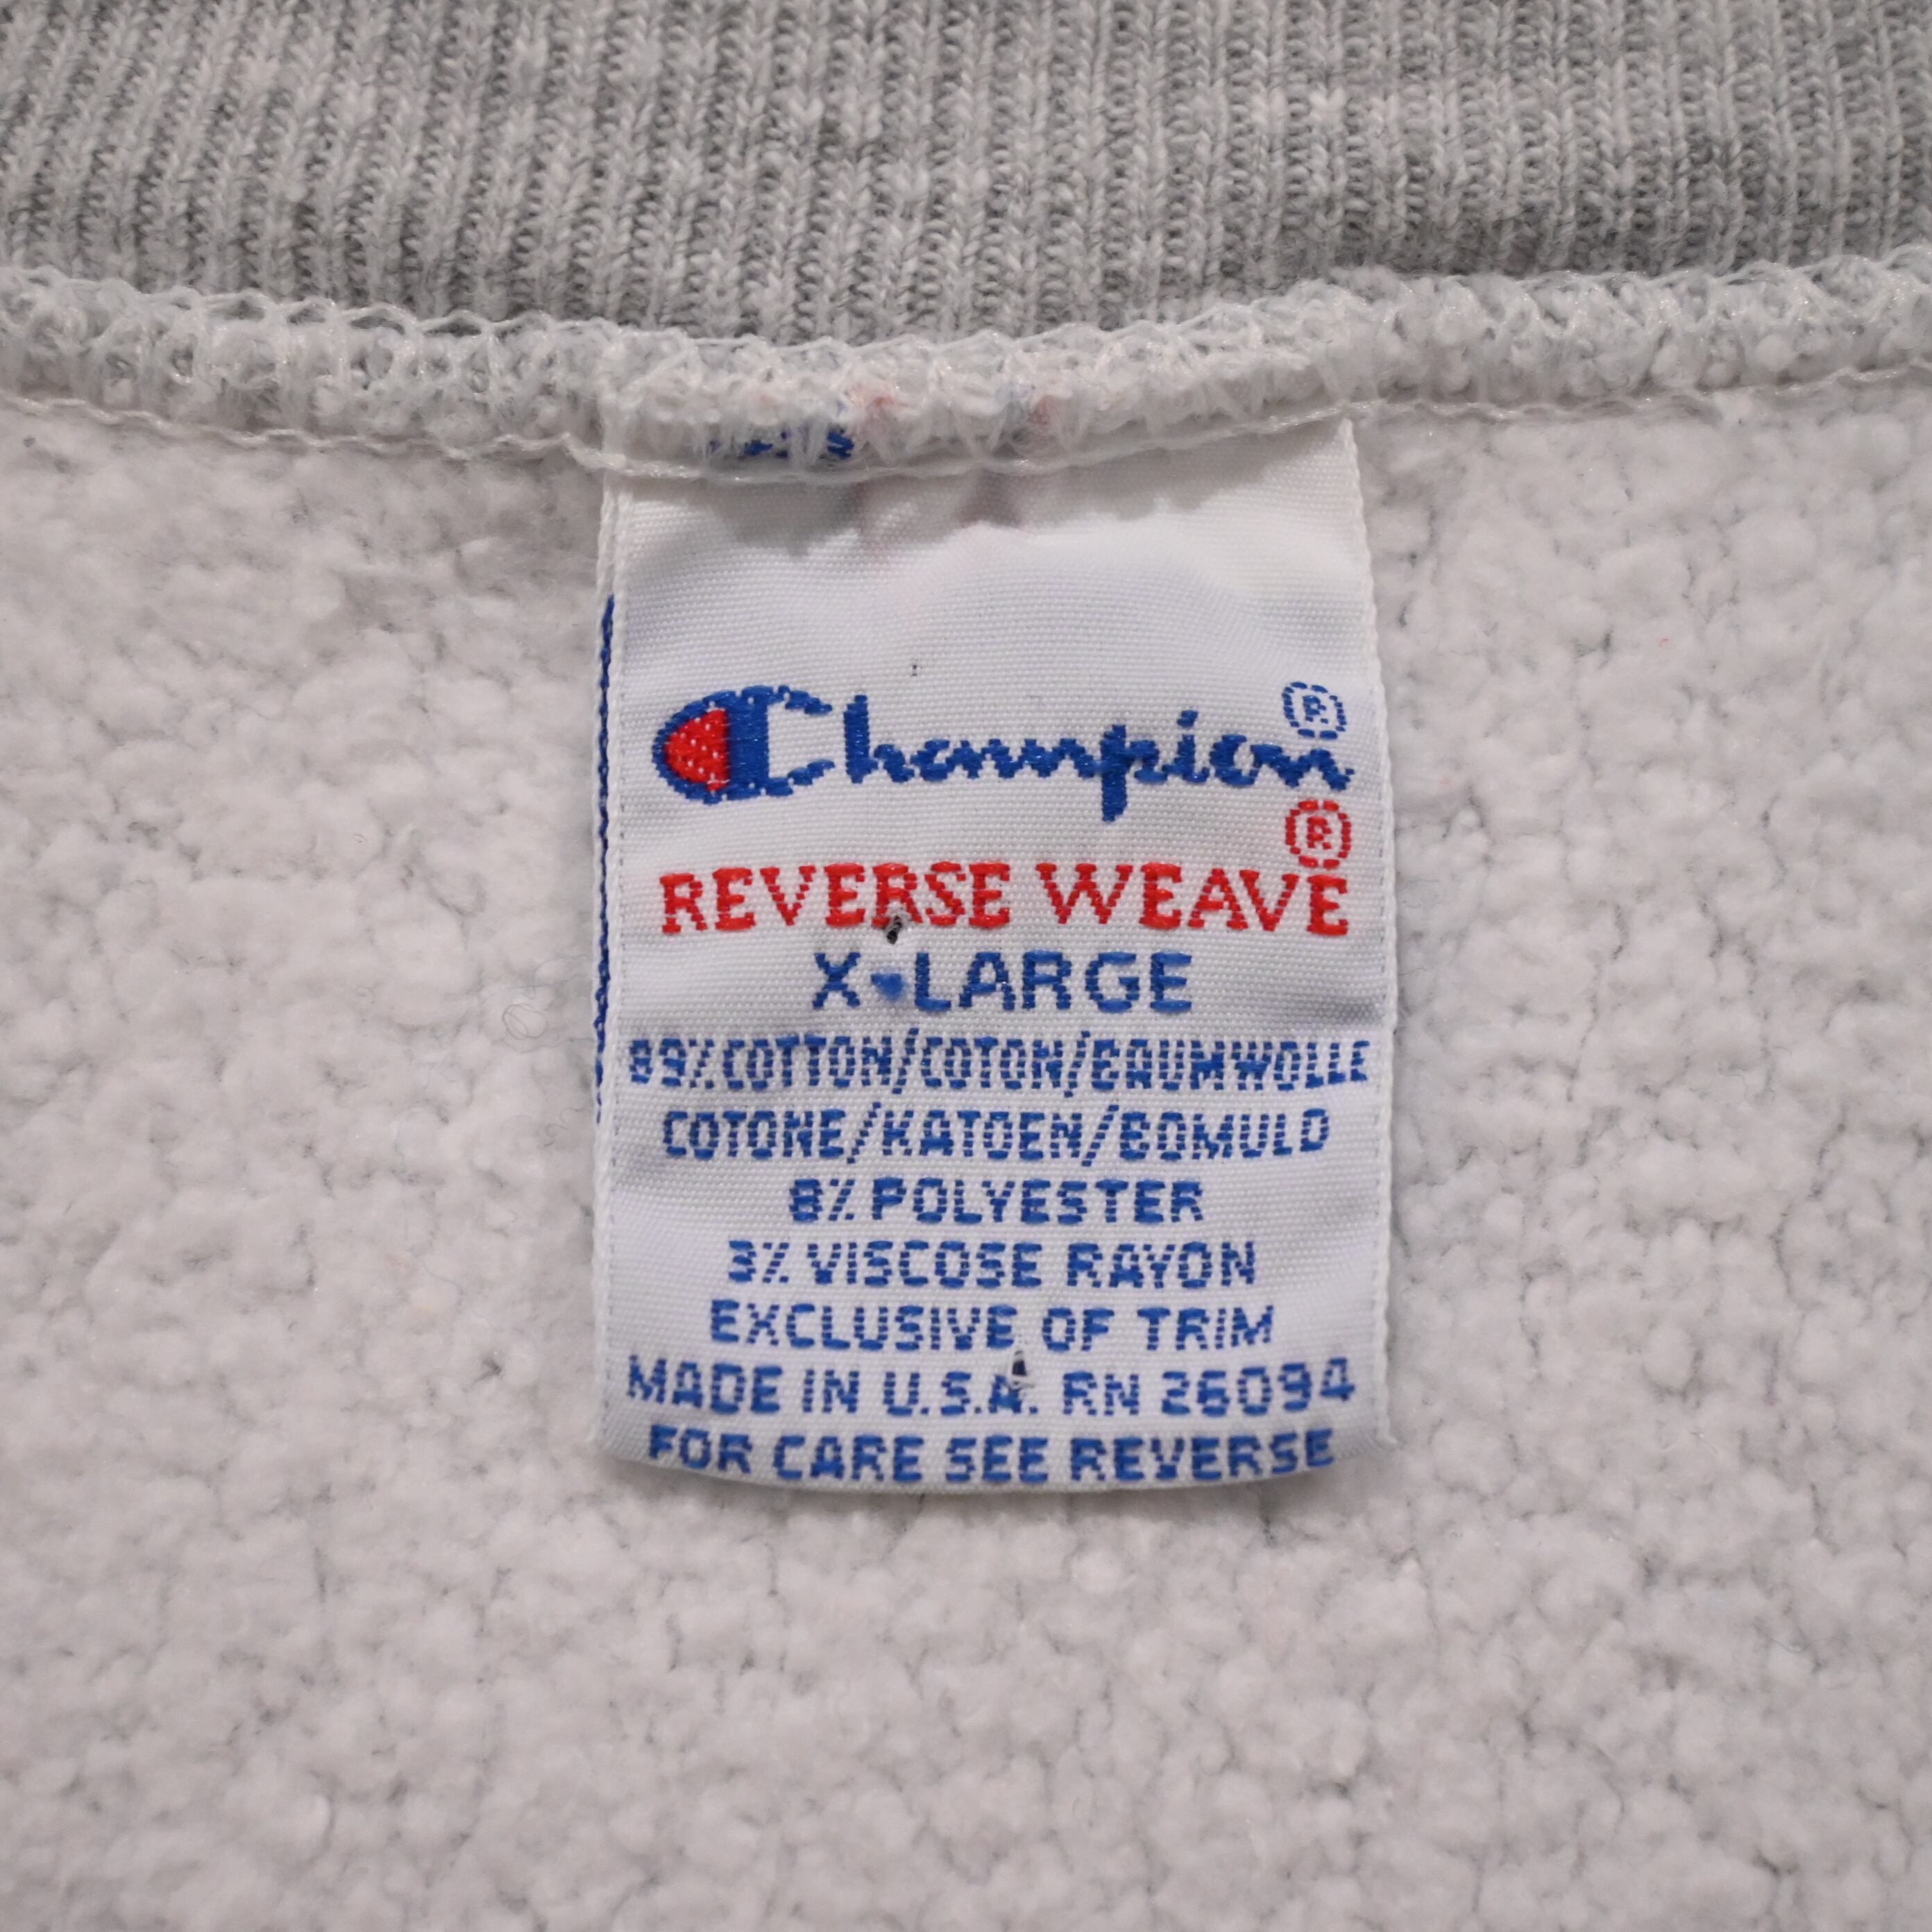 Champion®
REVERSE WEAVE®
X-LARGE
89% COTTON/COTON/BAUMWOLLE
COTONE/KATOEN/BOMULD
8% POLYESTER
3% VISCOSE RAYON
EXCLUSIVE OF TRIM
MADE IN U.S.A. RN 26094
FOR CARE SEE REVERSE